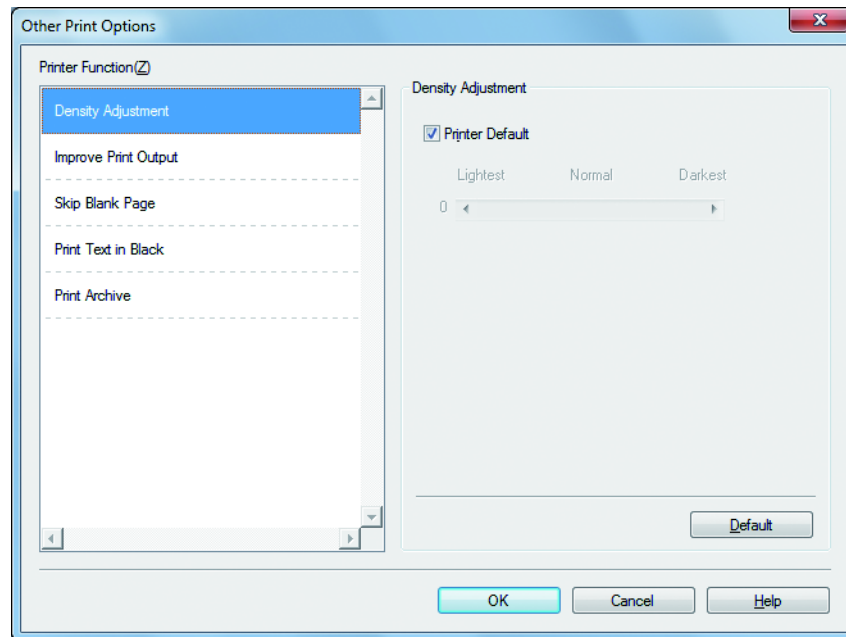 Other Print Options
Printer Function(Z)
Density Adjustment
Improve Print Output
Skip Blank Page
Print Text in Black
Print Archive
Density Adjustment
Printer Default
Lightest Normal Darkest
0
Default
OK Cancel Help